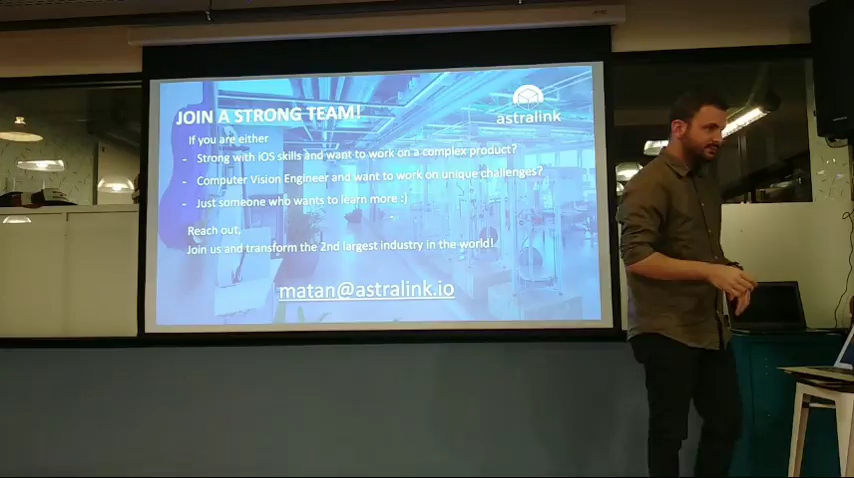 JOIN A STRONG TEAM!
astralink
If you are either
- Strong with iOS skills and want to work on a complex product?
- Computer Vision Engineer and want to work on unique challenges?
- Just someone who wants to learn more :)
Reach out,
Join us and transform the 2nd largest industry in the world!
matan@astralink.io